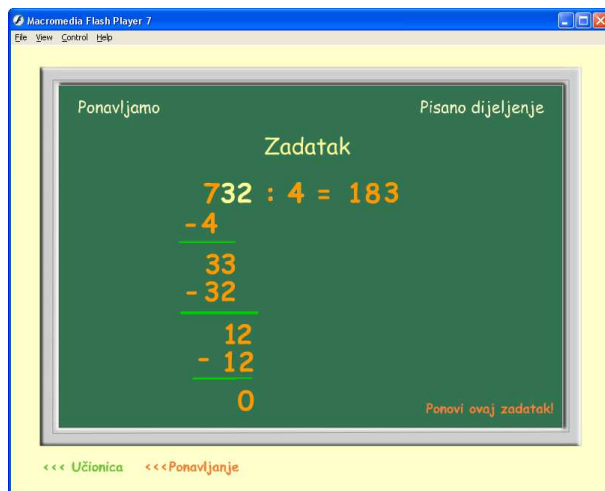 Macromedia Flash Player 7
File View Control Help
Ponavljamo
Pisano dijeljenje
Zadatak
732 : 4 = 183
-4
33
-32
12
- 12
0
Ponovi ovaj zadatak!
<<< Učionica <<<Ponavljanje